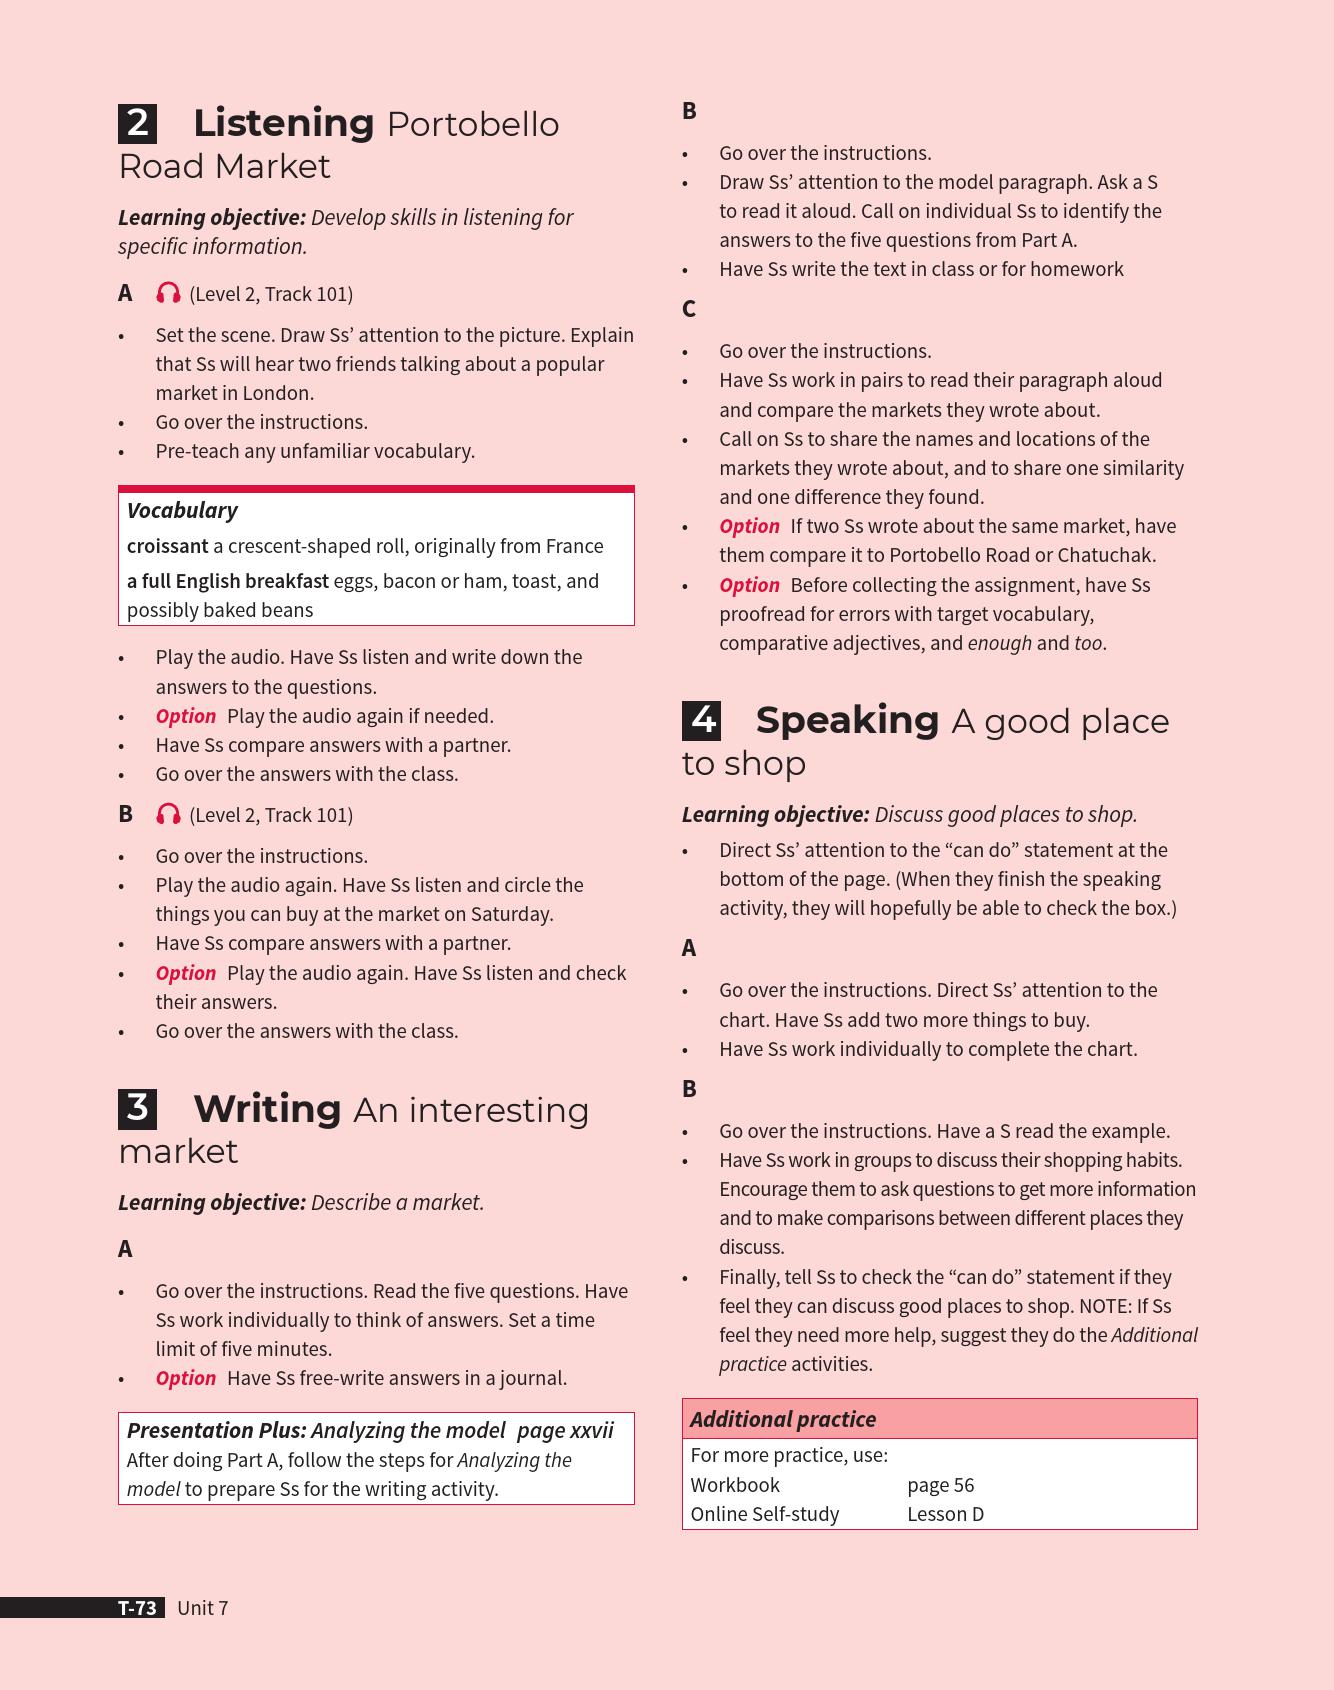 2 Listening Portobello
Road Market
Learning objective: Develop skills in listening for
specific information.
A (Level 2, Track 101)
• Set the scene. Draw Ss’ attention to the picture. Explain
that Ss will hear two friends talking about a popular
market in London.
• Go over the instructions.
• Pre-teach any unfamiliar vocabulary.
Vocabulary
croissant a crescent-shaped roll, originally from France
a full English breakfast eggs, bacon or ham, toast, and
possibly baked beans
• Play the audio. Have Ss listen and write down the
answers to the questions.
• Option Play the audio again if needed.
• Have Ss compare answers with a partner.
• Go over the answers with the class.
B (Level 2, Track 101)
• Go over the instructions.
• Play the audio again. Have Ss listen and circle the
things you can buy at the market on Saturday.
• Have Ss compare answers with a partner.
• Option Play the audio again. Have Ss listen and check
their answers.
• Go over the answers with the class.
3 Writing An interesting
market
Learning objective: Describe a market.
A
• Go over the instructions. Read the five questions. Have
Ss work individually to think of answers. Set a time
limit of five minutes.
• Option Have Ss free-write answers in a journal.
Presentation Plus: Analyzing the model page xxvii
After doing Part A, follow the steps for Analyzing the
model to prepare Ss for the writing activity.
B
• Go over the instructions.
• Draw Ss’ attention to the model paragraph. Ask a S
to read it aloud. Call on individual Ss to identify the
answers to the five questions from Part A.
• Have Ss write the text in class or for homework
C
• Go over the instructions.
• Have Ss work in pairs to read their paragraph aloud
and compare the markets they wrote about.
• Call on Ss to share the names and locations of the
markets they wrote about, and to share one similarity
and one difference they found.
• Option If two Ss wrote about the same market, have
them compare it to Portobello Road or Chatuchak.
• Option Before collecting the assignment, have Ss
proofread for errors with target vocabulary,
comparative adjectives, and enough and too.
4 Speaking A good place
to shop
Learning objective: Discuss good places to shop.
• Direct Ss’ attention to the “can do” statement at the
bottom of the page. (When they finish the speaking
activity, they will hopefully be able to check the box.)
A
• Go over the instructions. Direct Ss’ attention to the
chart. Have Ss add two more things to buy.
• Have Ss work individually to complete the chart.
B
• Go over the instructions. Have a S read the example.
• Have Ss work in groups to discuss their shopping habits.
Encourage them to ask questions to get more information
and to make comparisons between different places they
discuss.
• Finally, tell Ss to check the “can do” statement if they
feel they can discuss good places to shop. NOTE: If Ss
feel they need more help, suggest they do the Additional
practice activities.
Additional practice
For more practice, use:
Workbook page 56
Online Self-study Lesson D
T-73 Unit 7